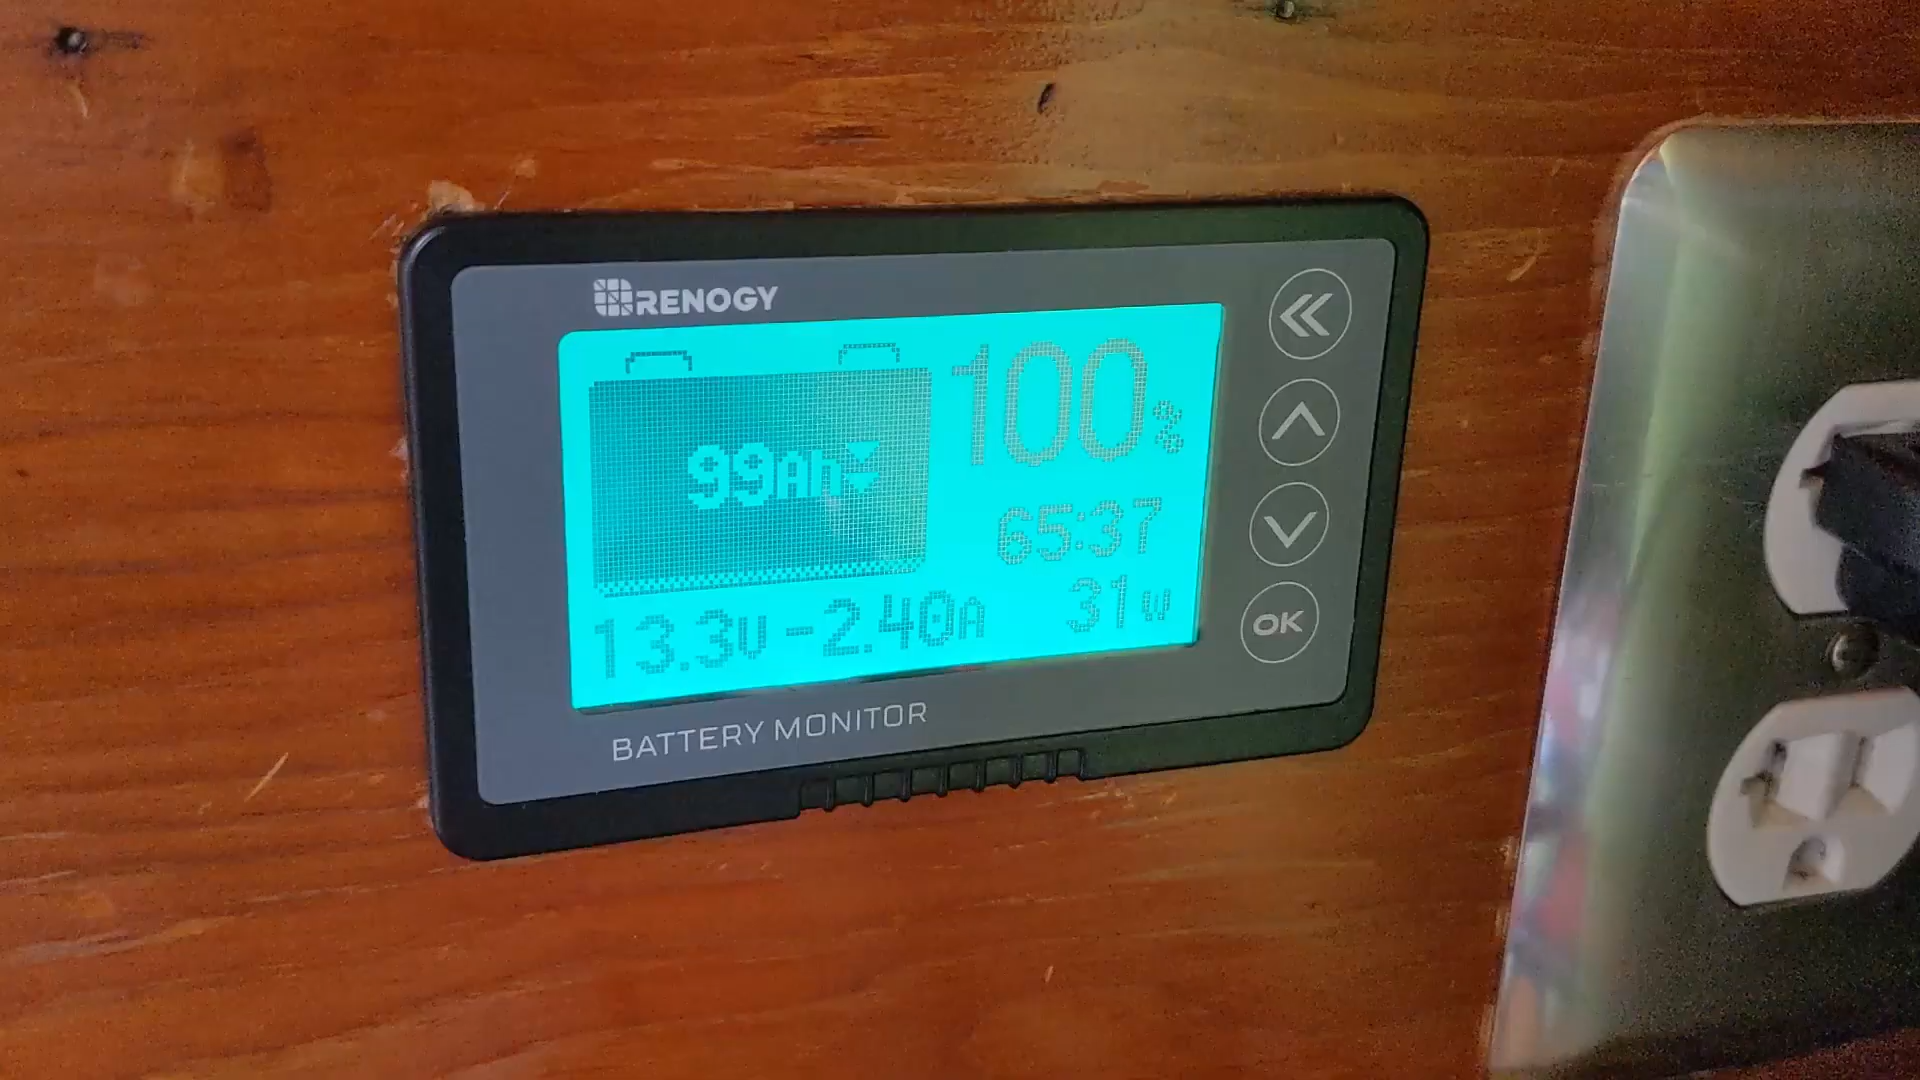 RENOGY
100%
99Ah
65:37
13.3V -2.40A 31W
OK
BATTERY MONITOR